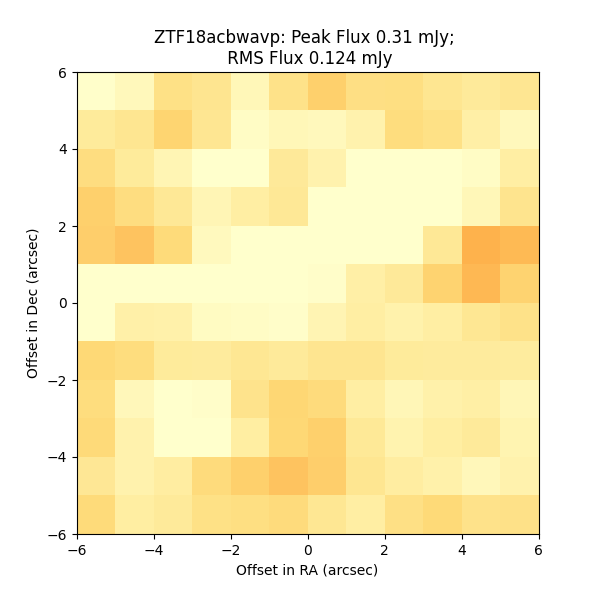 ZTF18acbwavp: Peak Flux 0.31 mJy;
RMS Flux 0.124 mJy
6
4
2
0
−2
−4
−6
Offset in Dec (arcsec)
−6 −4 −2 0 2 4 6
Offset in RA (arcsec)